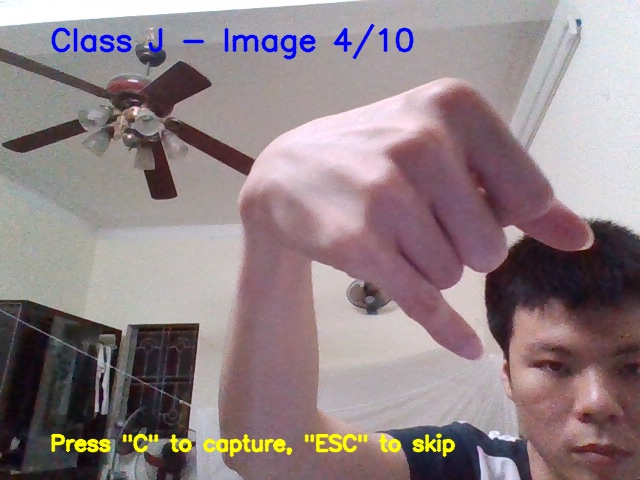 Class J - Image 4/10
Press "C" to capture, "ESC" to skip